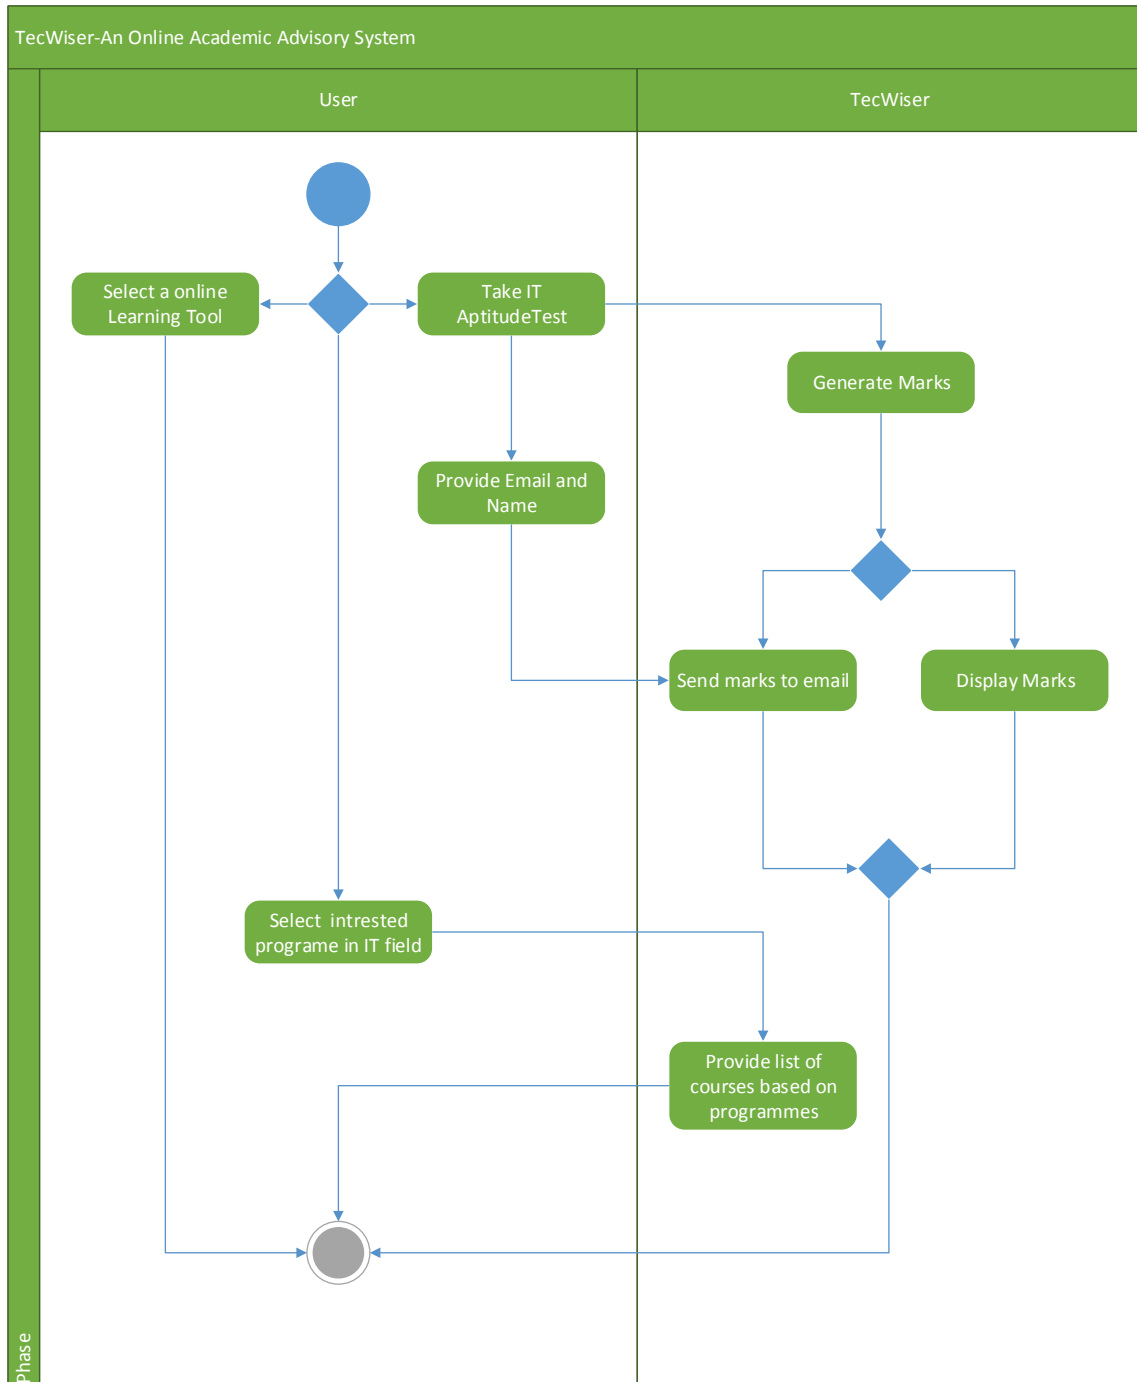 TecWiser-An Online Academic Advisory System
User
TecWiser
Select a online
Learning Tool
Take IT
AptitudeTest
Generate Marks
Provide Email and
Name
Send marks to email
Display Marks
Select  intrested
programe in IT field
Provide list of
courses based on
programmes
Phase